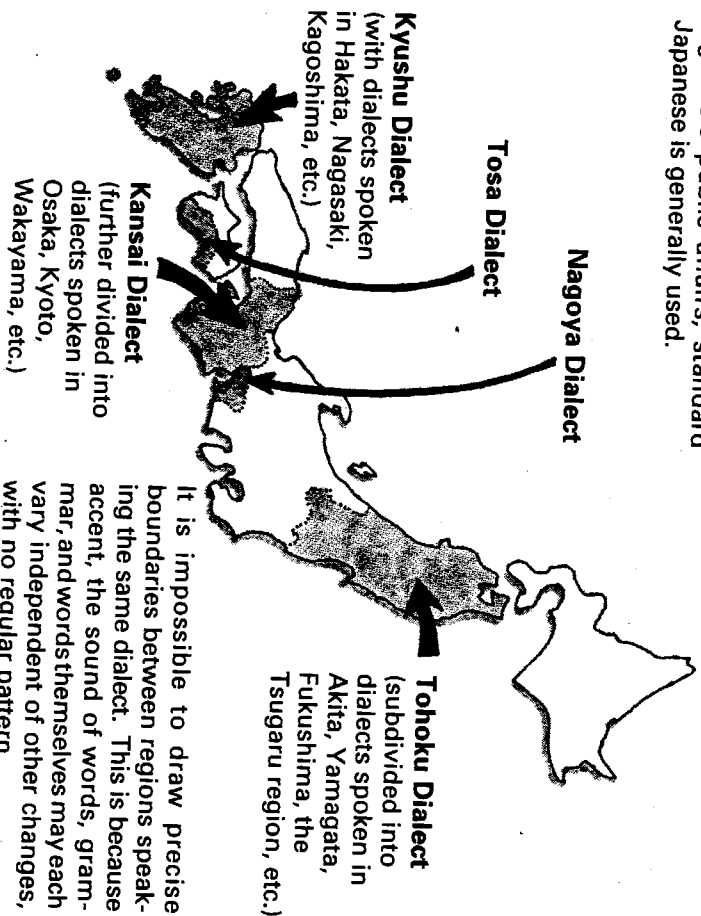 public affairs, standard
Japanese is generally used.
Nagoya Dialect
Tosa Dialect
Kyushu Dialect
(with dialects spoken
in Hakata, Nagasaki,
Kagoshima, etc.)
Kansai Dialect
(further divided into
dialects spoken in
Osaka, Kyoto,
Wakayama, etc.)
Tohoku Dialect
(subdivided into
dialects spoken in
Akita, Yamagata,
Fukushima, the
Tsugaru region, etc.)
It is impossible to draw precise
boundaries between regions speak-
ing the same dialect. This is because
accent, the sound of words, gram-
mar, and words themselves may each
vary independent of other changes,
with no regular pattern